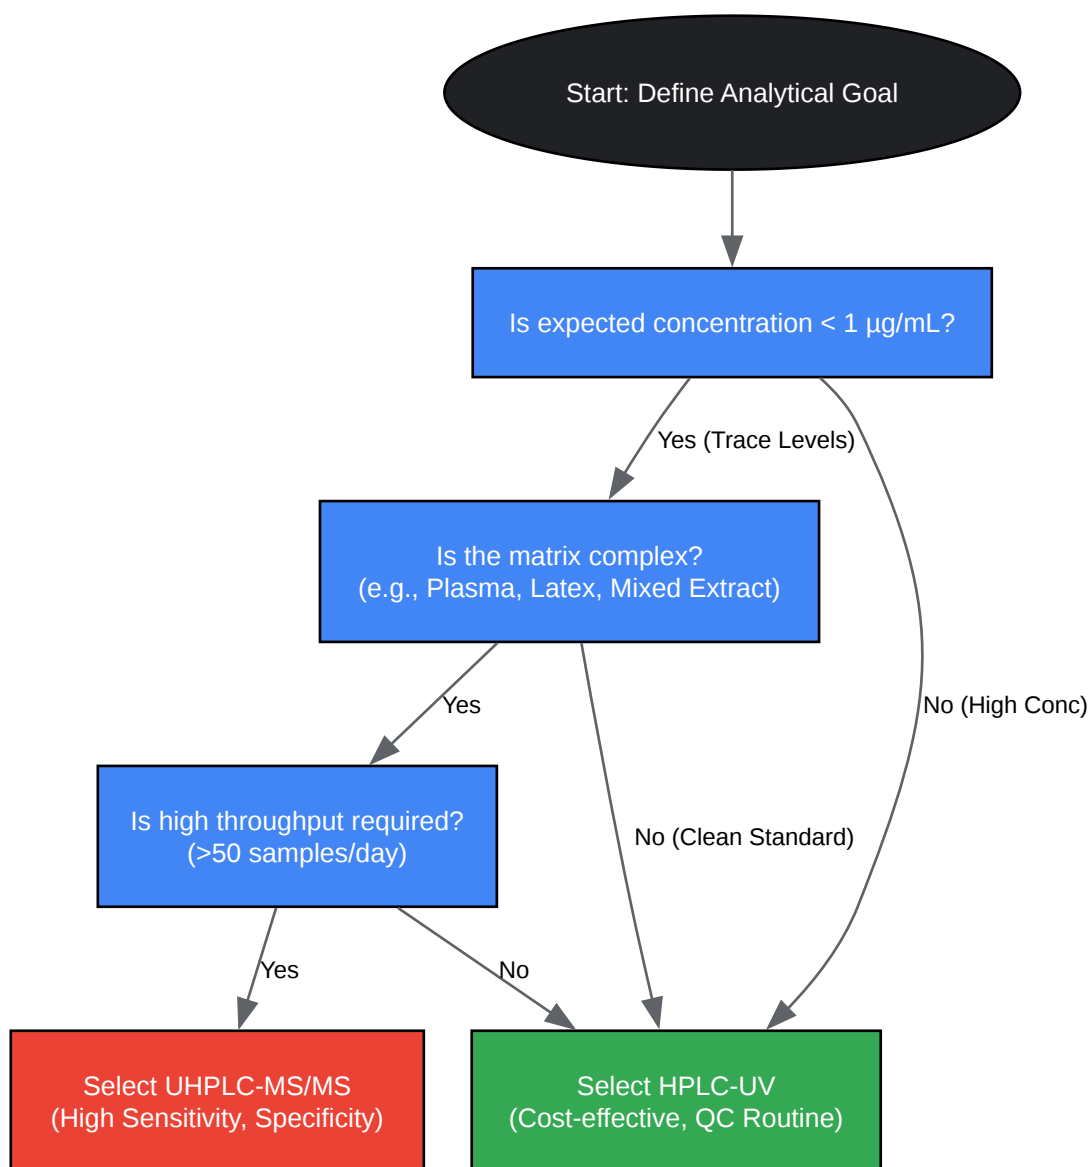 Start: Define Analytical Goal
Is expected concentration < 1 µg/mL?
Yes (Trace Levels)
Is the matrix complex?
(e.g., Plasma, Latex, Mixed Extract)
Yes
No (High Conc)
Is high throughput required?
(>50 samples/day)
No (Clean Standard)
Yes
No
Select UHPLC-MS/MS
(High Sensitivity, Specificity)
Select HPLC-UV
(Cost-effective, QC Routine)